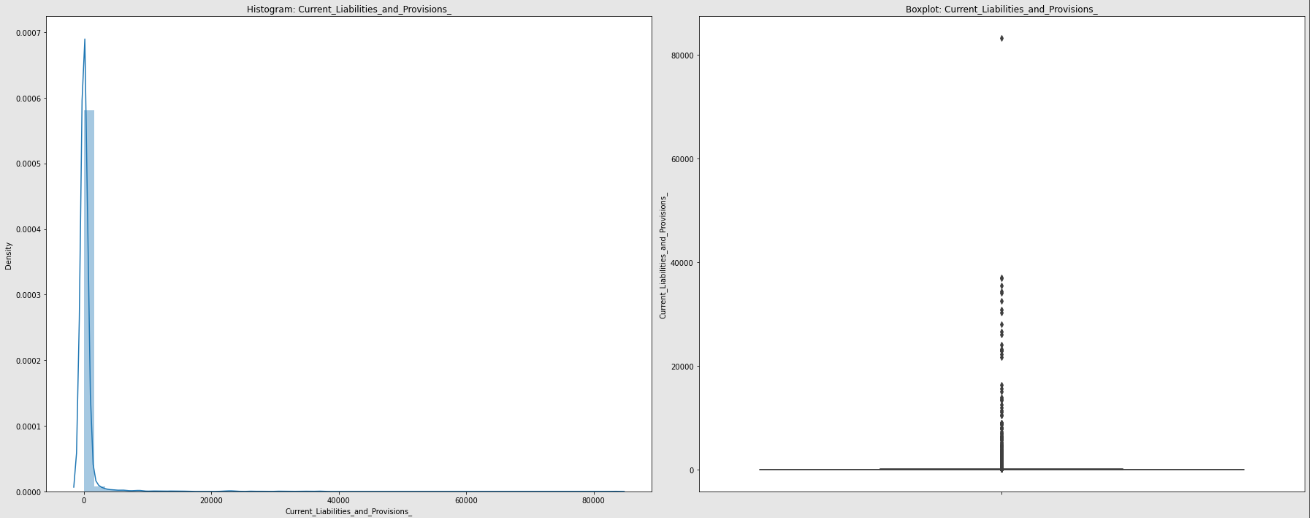 Histogram: Current_Liabilities_and_Provisions_
0.0007
0.0006
0.0005
0.0004
0.0003
0.0002
0.0001
0.0000
Density
0 20000 40000 60000 80000
Current_Liabilities_and_Provisions_
Boxplot: Current_Liabilities_and_Provisions_
80000
60000
40000
20000
0
Current_Liabilities_and_Provisions_